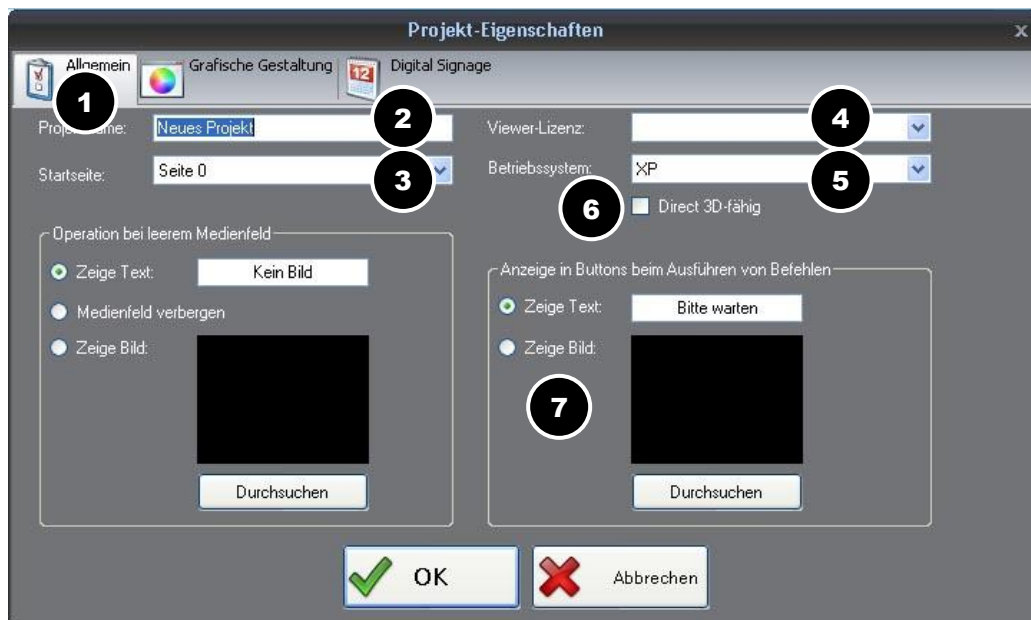 Projekt-Eigenschaften
x
Allgemein
Grafische Gestaltung
12
Digital Signage
1
2
Neues Projekt
Viewer-Lizenz:
4
Startseite:
Seite 0
3
Betriebssystem:
XP
5
6
Direct 3D-fähig
Operation bei leerem Medienfeld
Zeige Text:
Kein Bild
Medienfeld verbergen
Zeige Bild:
Durchsuchen
Anzeige in Buttons beim Ausführen von Befehlen
Zeige Text:
Bitte warten
Zeige Bild:
7
Durchsuchen
OK
Abbrechen